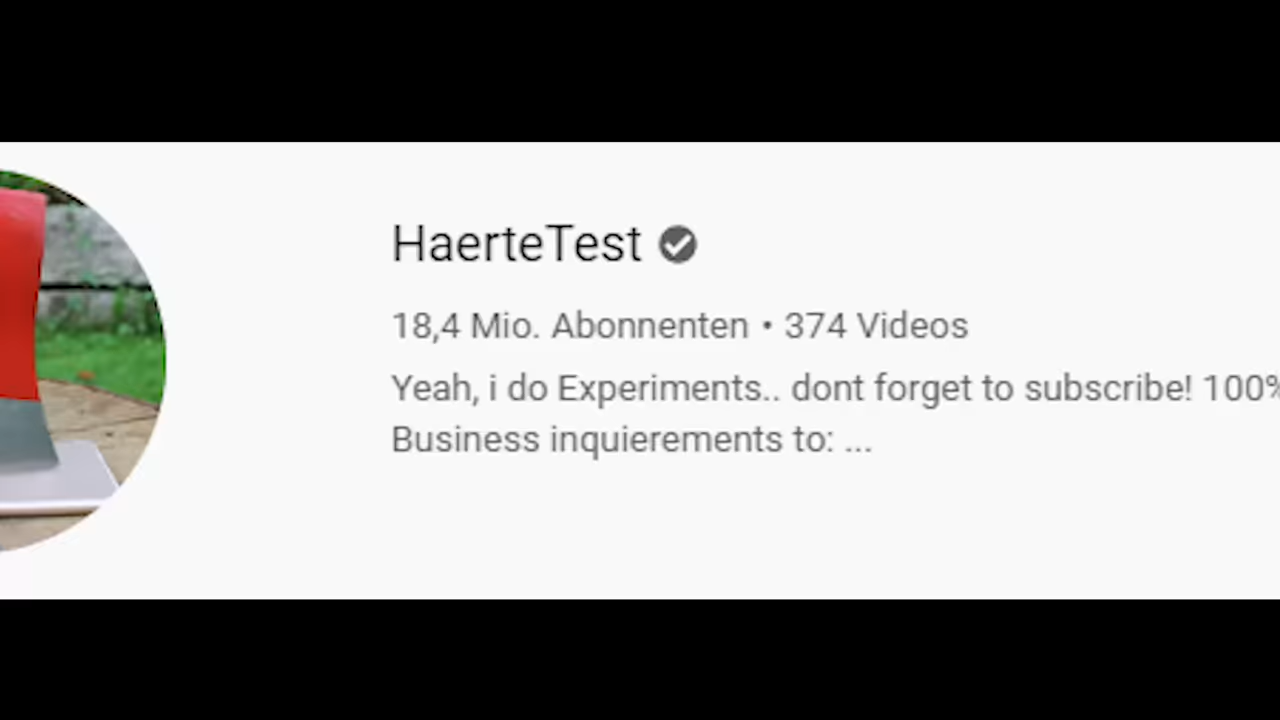 HaerteTest
18,4 Mio. Abonnenten • 374 Videos
Yeah, i do Experiments.. dont forget to subscribe! 100%
Business inquierements to: ...